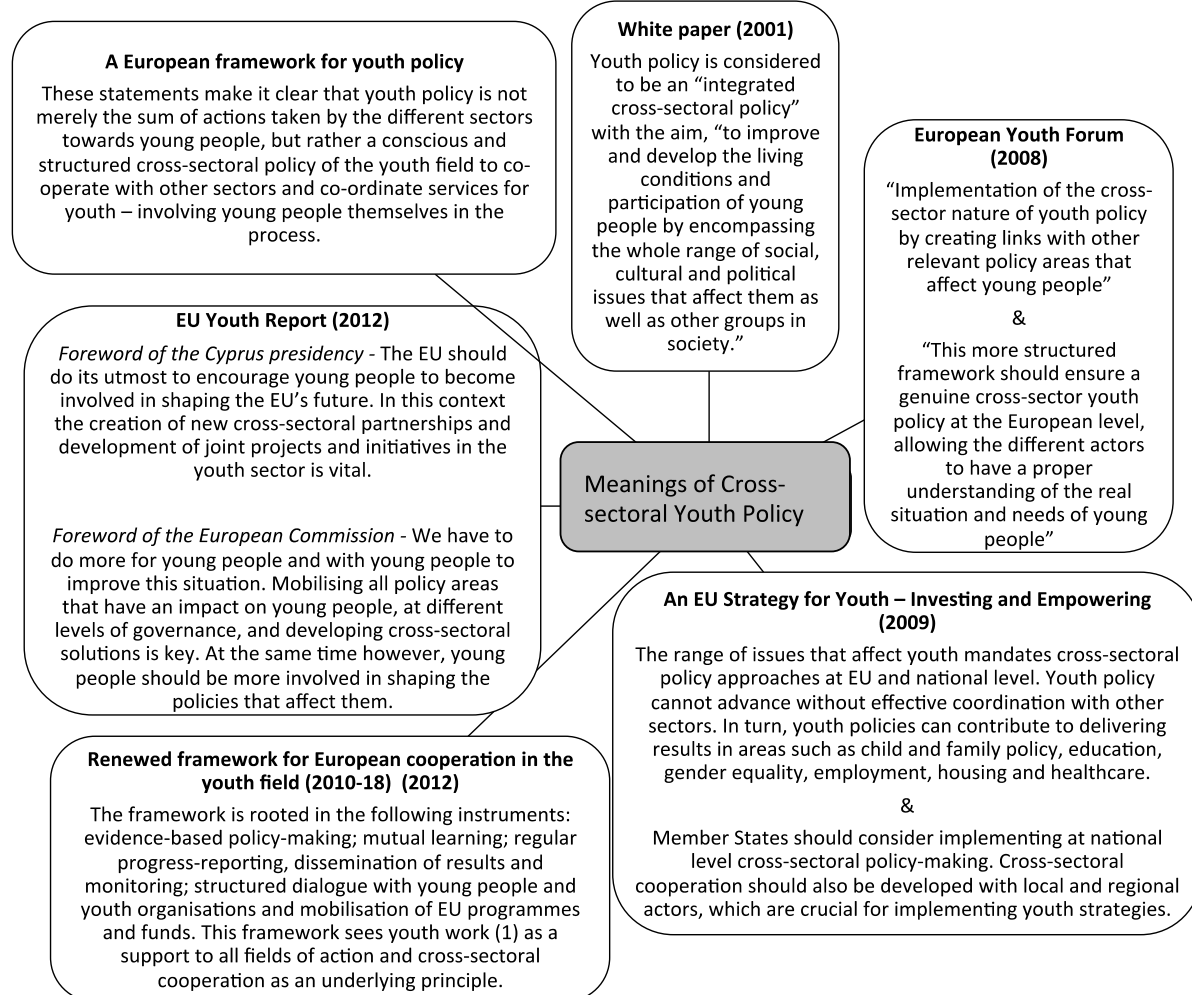 A European framework for youth policy
These statements make it clear that youth policy is not
merely the sum of actions taken by the different sectors
towards young people, but rather a conscious and
structured cross-sectoral policy of the youth field to co-
operate with other sectors and co-ordinate services for
youth – involving young people themselves in the
process.
White paper (2001)
Youth policy is considered
to be an “integrated
cross-sectoral policy”
with the aim, “to improve
and develop the living
conditions and
participation of young
people by encompassing
the whole range of social,
cultural and political
issues that affect them as
well as other groups in
society.”
European Youth Forum
(2008)
“Implementation of the cross-
sector nature of youth policy
by creating links with other
relevant policy areas that
affect young people”
&
“This more structured
framework should ensure a
genuine cross-sector youth
policy at the European level,
allowing the different actors
to have a proper
understanding of the real
situation and needs of young
people”
EU Youth Report (2012)
Foreword of the Cyprus presidency - The EU should
do its utmost to encourage young people to become
involved in shaping the EU’s future. In this context
the creation of new cross-sectoral partnerships and
development of joint projects and initiatives in the
youth sector is vital.
Foreword of the European Commission - We have to
do more for young people and with young people to
improve this situation. Mobilising all policy areas
that have an impact on young people, at different
levels of governance, and developing cross-sectoral
solutions is key. At the same time however, young
people should be more involved in shaping the
policies that affect them.
Meanings of Cross-
sectoral Youth Policy
An EU Strategy for Youth – Investing and Empowering
(2009)
The range of issues that affect youth mandates cross-sectoral
policy approaches at EU and national level. Youth policy
cannot advance without effective coordination with other
sectors. In turn, youth policies can contribute to delivering
results in areas such as child and family policy, education,
gender equality, employment, housing and healthcare.
&
Member States should consider implementing at national
level cross-sectoral policy-making. Cross-sectoral
cooperation should also be developed with local and regional
actors, which are crucial for implementing youth strategies.
Renewed framework for European cooperation in the
youth field (2010-18) (2012)
The framework is rooted in the following instruments:
evidence-based policy-making; mutual learning; regular
progress-reporting, dissemination of results and
monitoring; structured dialogue with young people and
youth organisations and mobilisation of EU programmes
and funds. This framework sees youth work (1) as a
support to all fields of action and cross-sectoral
cooperation as an underlying principle.